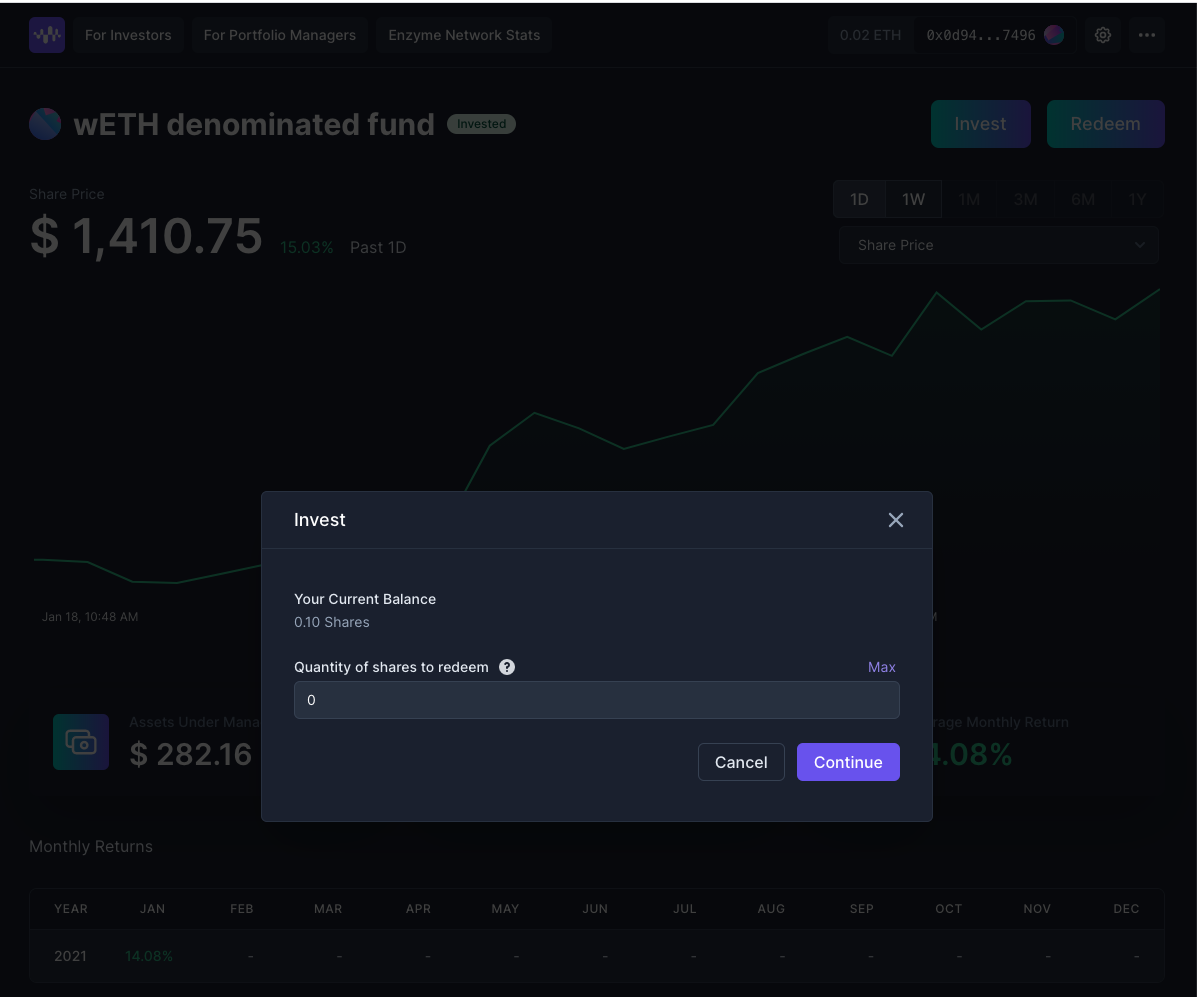 For Investors
For Portfolio Managers
Enzyme Network Stats
0.02 ETH
0x0d94...7496
wETH denominated fund
Invested
Invest
Redeem
Share Price
$ 1,410.75
15.03%
Past 1D
1D
1W
1M
3M
6M
1Y
Share Price
Jan 18, 10:48 AM
M
Invest
Your Current Balance
0.10 Shares
Quantity of shares to redeem
?
Max
0
Cancel
Continue
Assets Under Mana
$ 282.16
rage Monthly Return
4.08%
Monthly Returns
YEAR JAN FEB MAR APR MAY JUN JUL AUG SEP OCT NOV DEC
2021 14.08% - - - - - - - - - - -